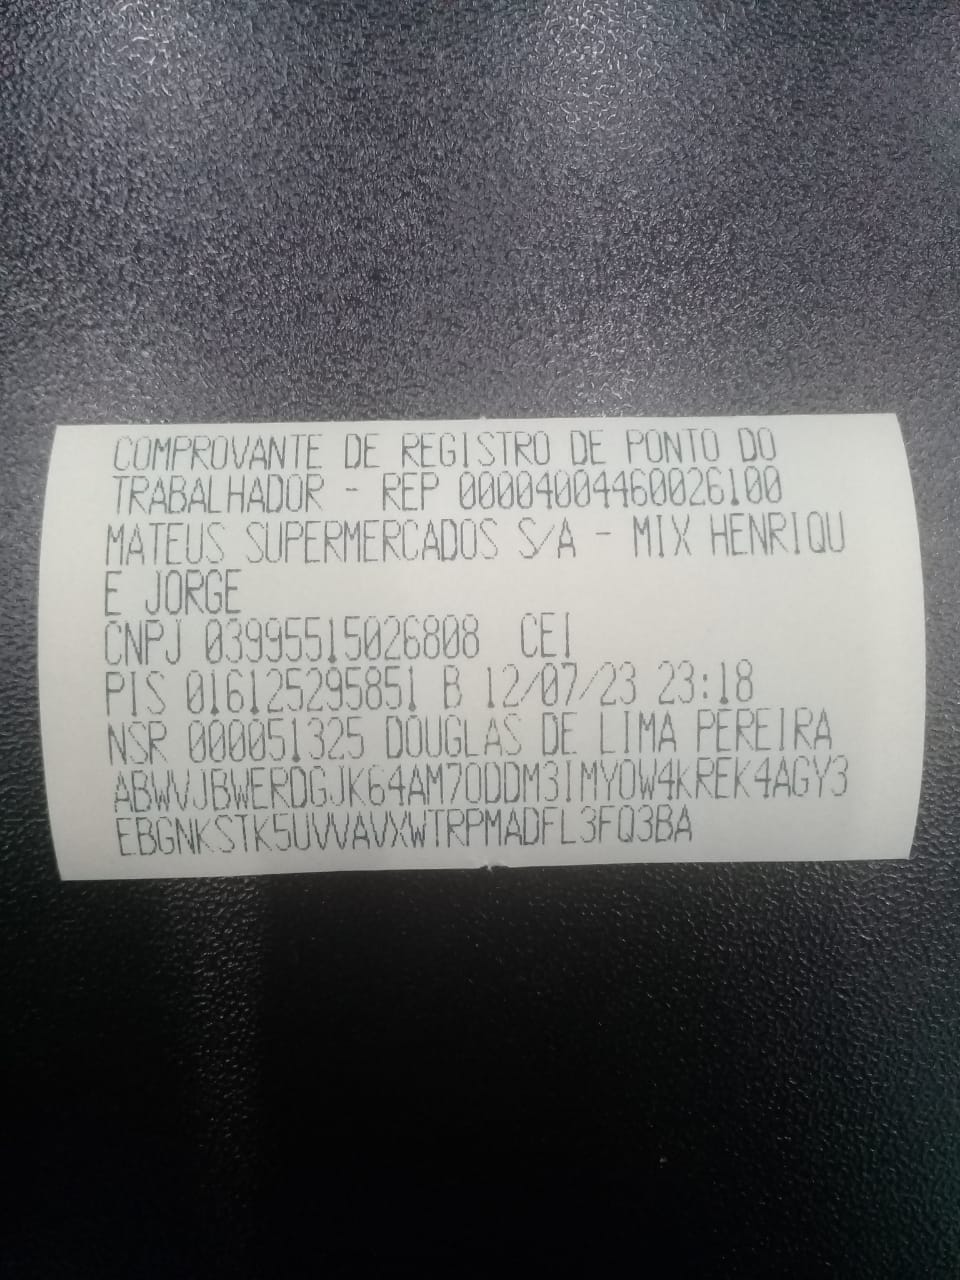 COMPROVANTE DE REGISTRO DE PONTO DO
TRABALHADOR - REP 00004004460026100
MATEUS SUPERMERCADOS S/A - MIX HENRIQU
E JORGE
CNPJ 03995515026808 CEI
PIS 016125295851 B 12/07/23 23:18
NSR 000051325 DOUGLAS DE LIMA PEREIRA
ABWVJBWERDGJK64AM7ODDM3IMYOW4KREK4AGY3
EBGNKSTK5UVVAVXWTRPMADFL3FQ3BA